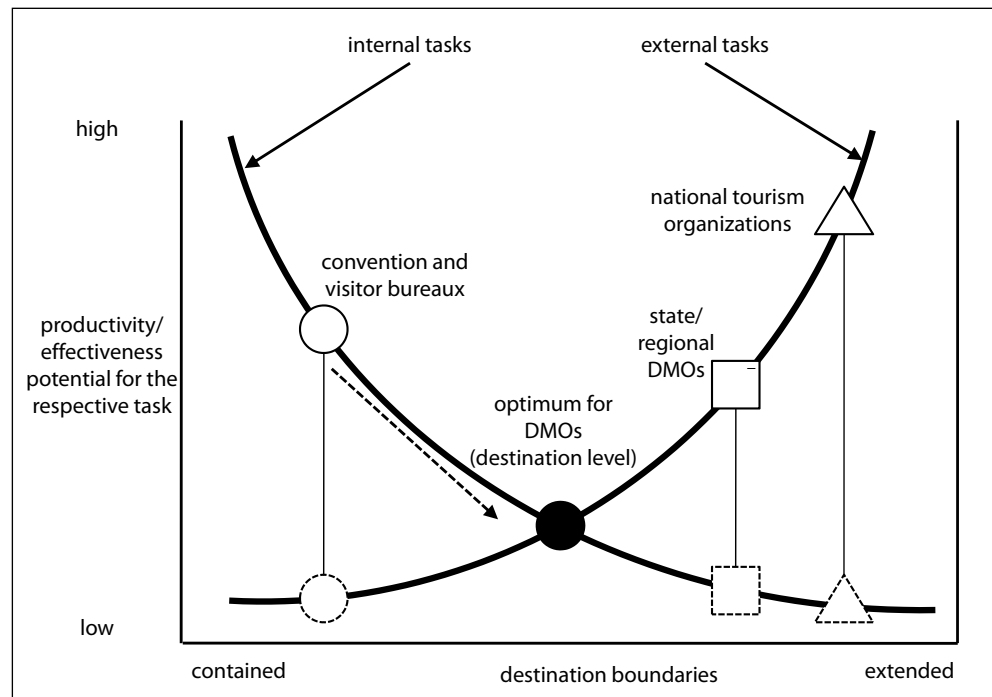 internal tasks
external tasks
high
national tourism
organizations
convention and
visitor bureaux
state/
regional
DMOs
productivity/
effectiveness
potential for the
respective task
optimum for
DMOs
(destination level)
low
contained
destination boundaries
extended